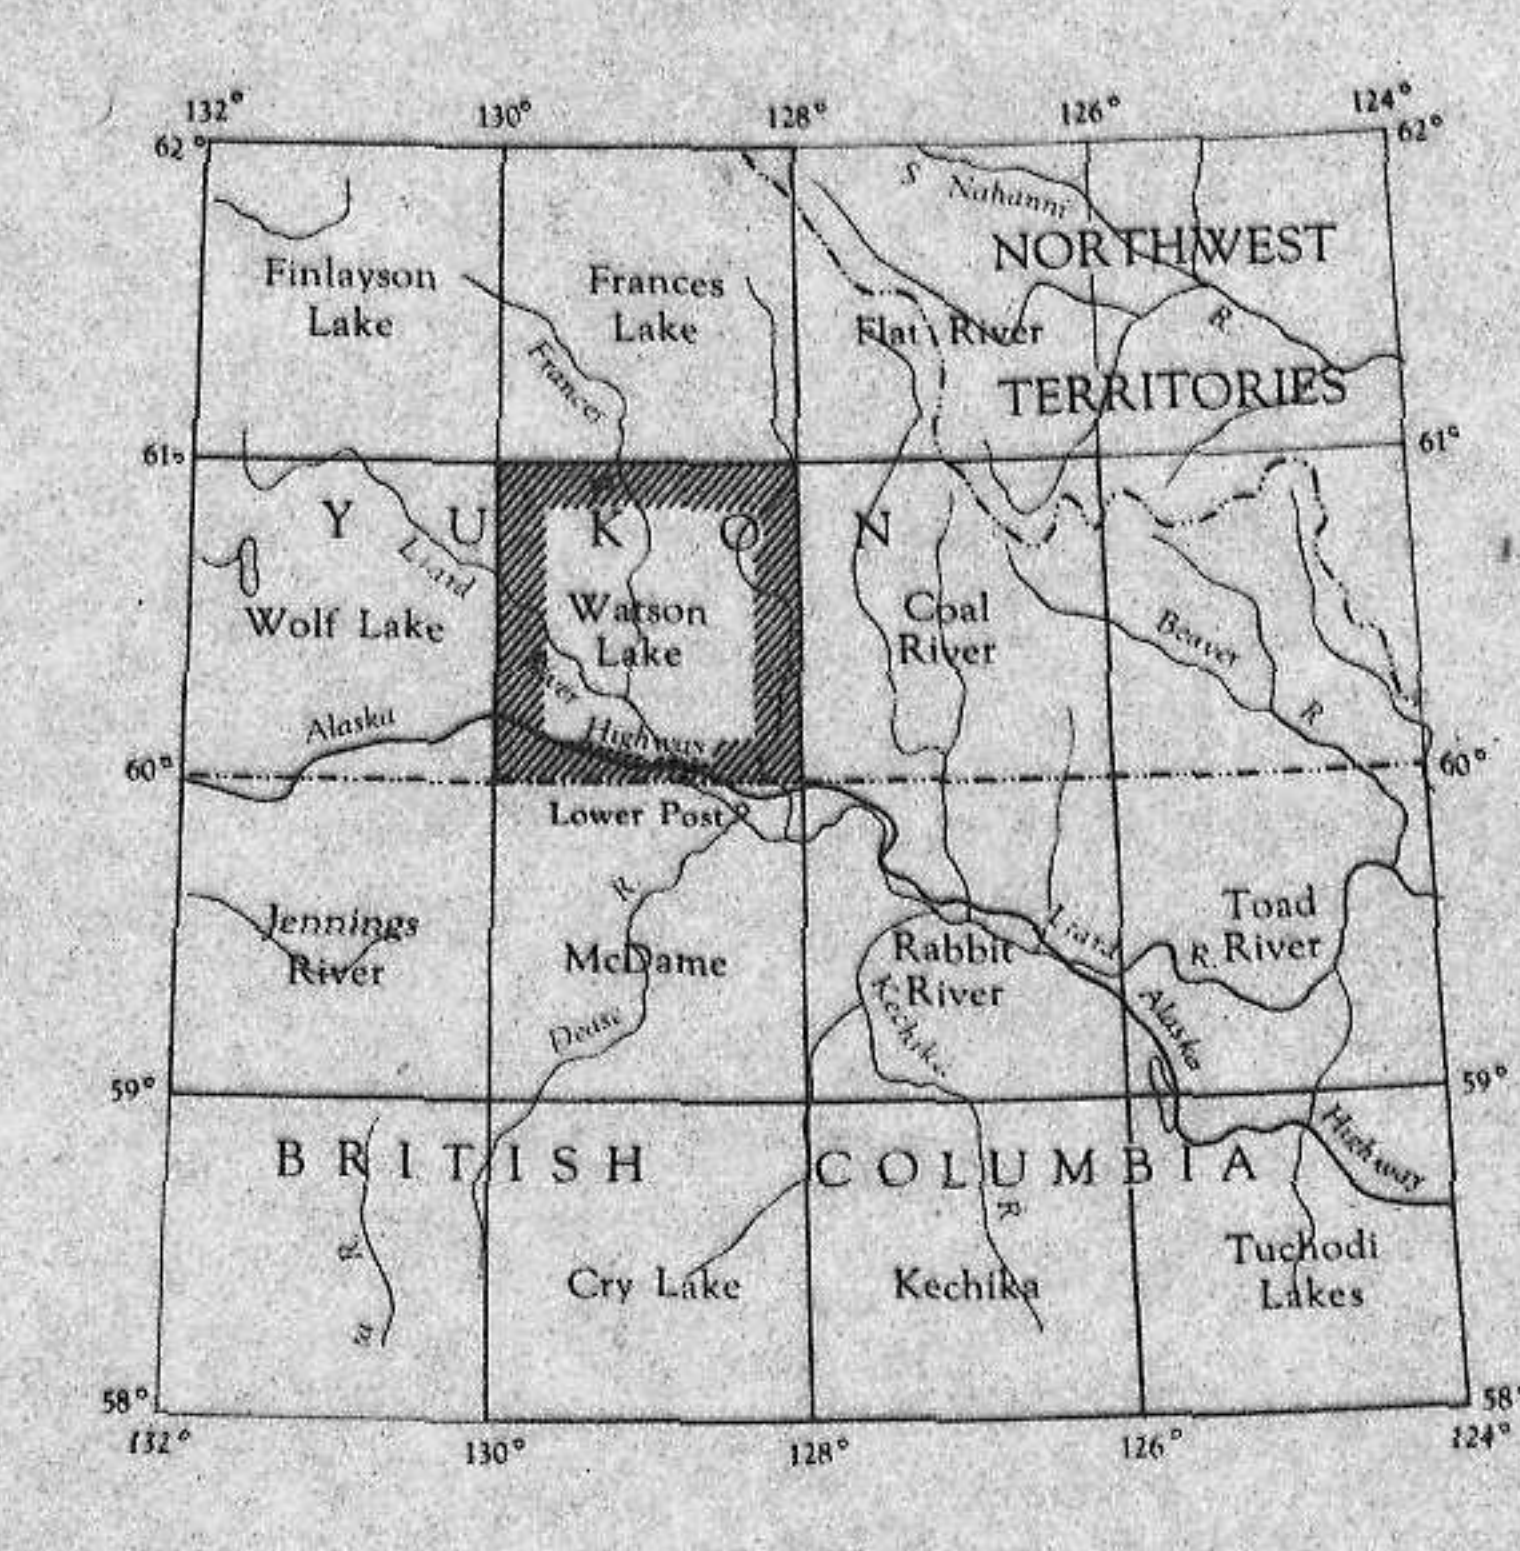 132° 130° 128° 126° 124°
62° 62°
S Nahanni
NORTHWEST
Finlayson
Lake
Frances
Lake
Flat River
R.
Frances
TERRITORIES
61° 61°
R
Y U K O N
Liard
Wolf Lake
Watson
Lake
Coal
River
Beaver
R
Alaska
Highway
60° 60°
Lower Post
R.
Jennings
River
McDame
Dease
Rabbit
River
Kechika
Liard
R.
Toad
River
Alaska
59° 59°
Highway
BRITISH COLUMBIA
R
R.
Cry Lake
Kechika
Tuchodi
Lakes
58° 58°
132° 130° 128° 126° 124°